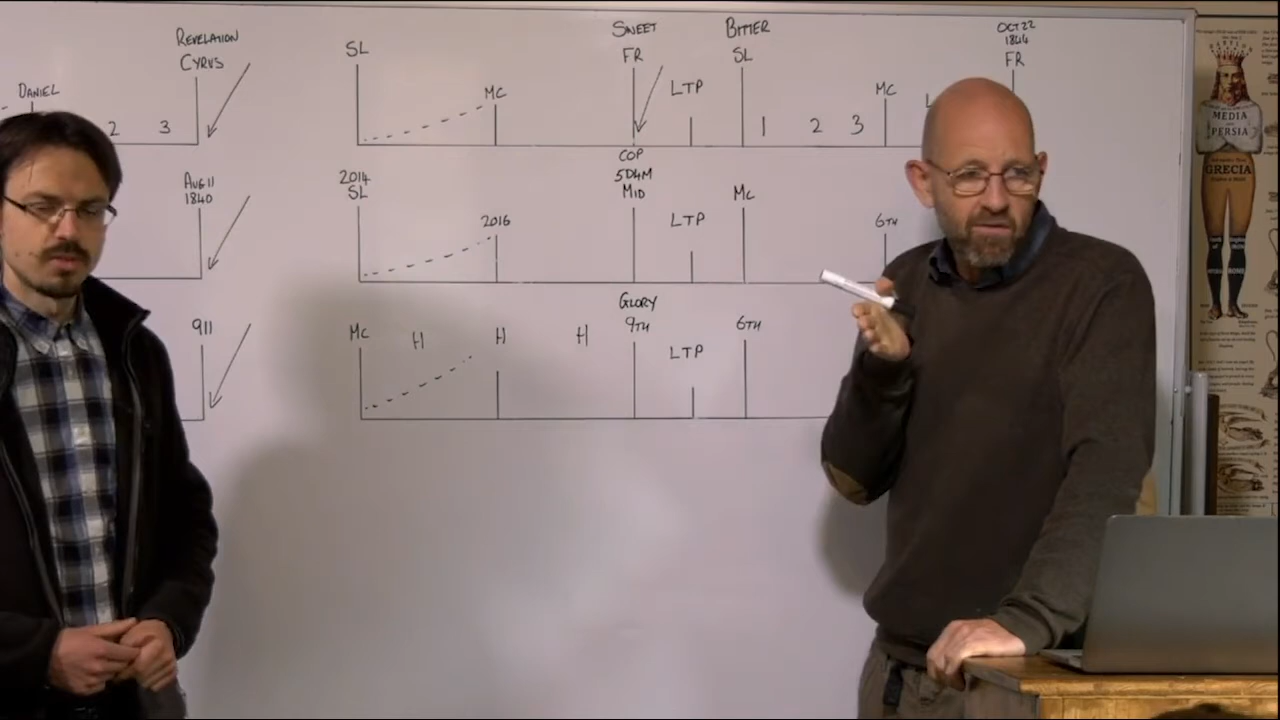 REVELATION
CYRUS
DANIEL
2 3
SL
MC
SWEET
FR
LTP
BITTER
SL
1 2 3
MC
OCT 22
1844
FR
AUG 11
1840
2014
SL
2016
COP
5D4M
MID
LTP
MC
6TH
911
MC
H H H
GLORY
9TH
LTP
6TH
BABYLON
MEDIA
PERSIA
GRECIA